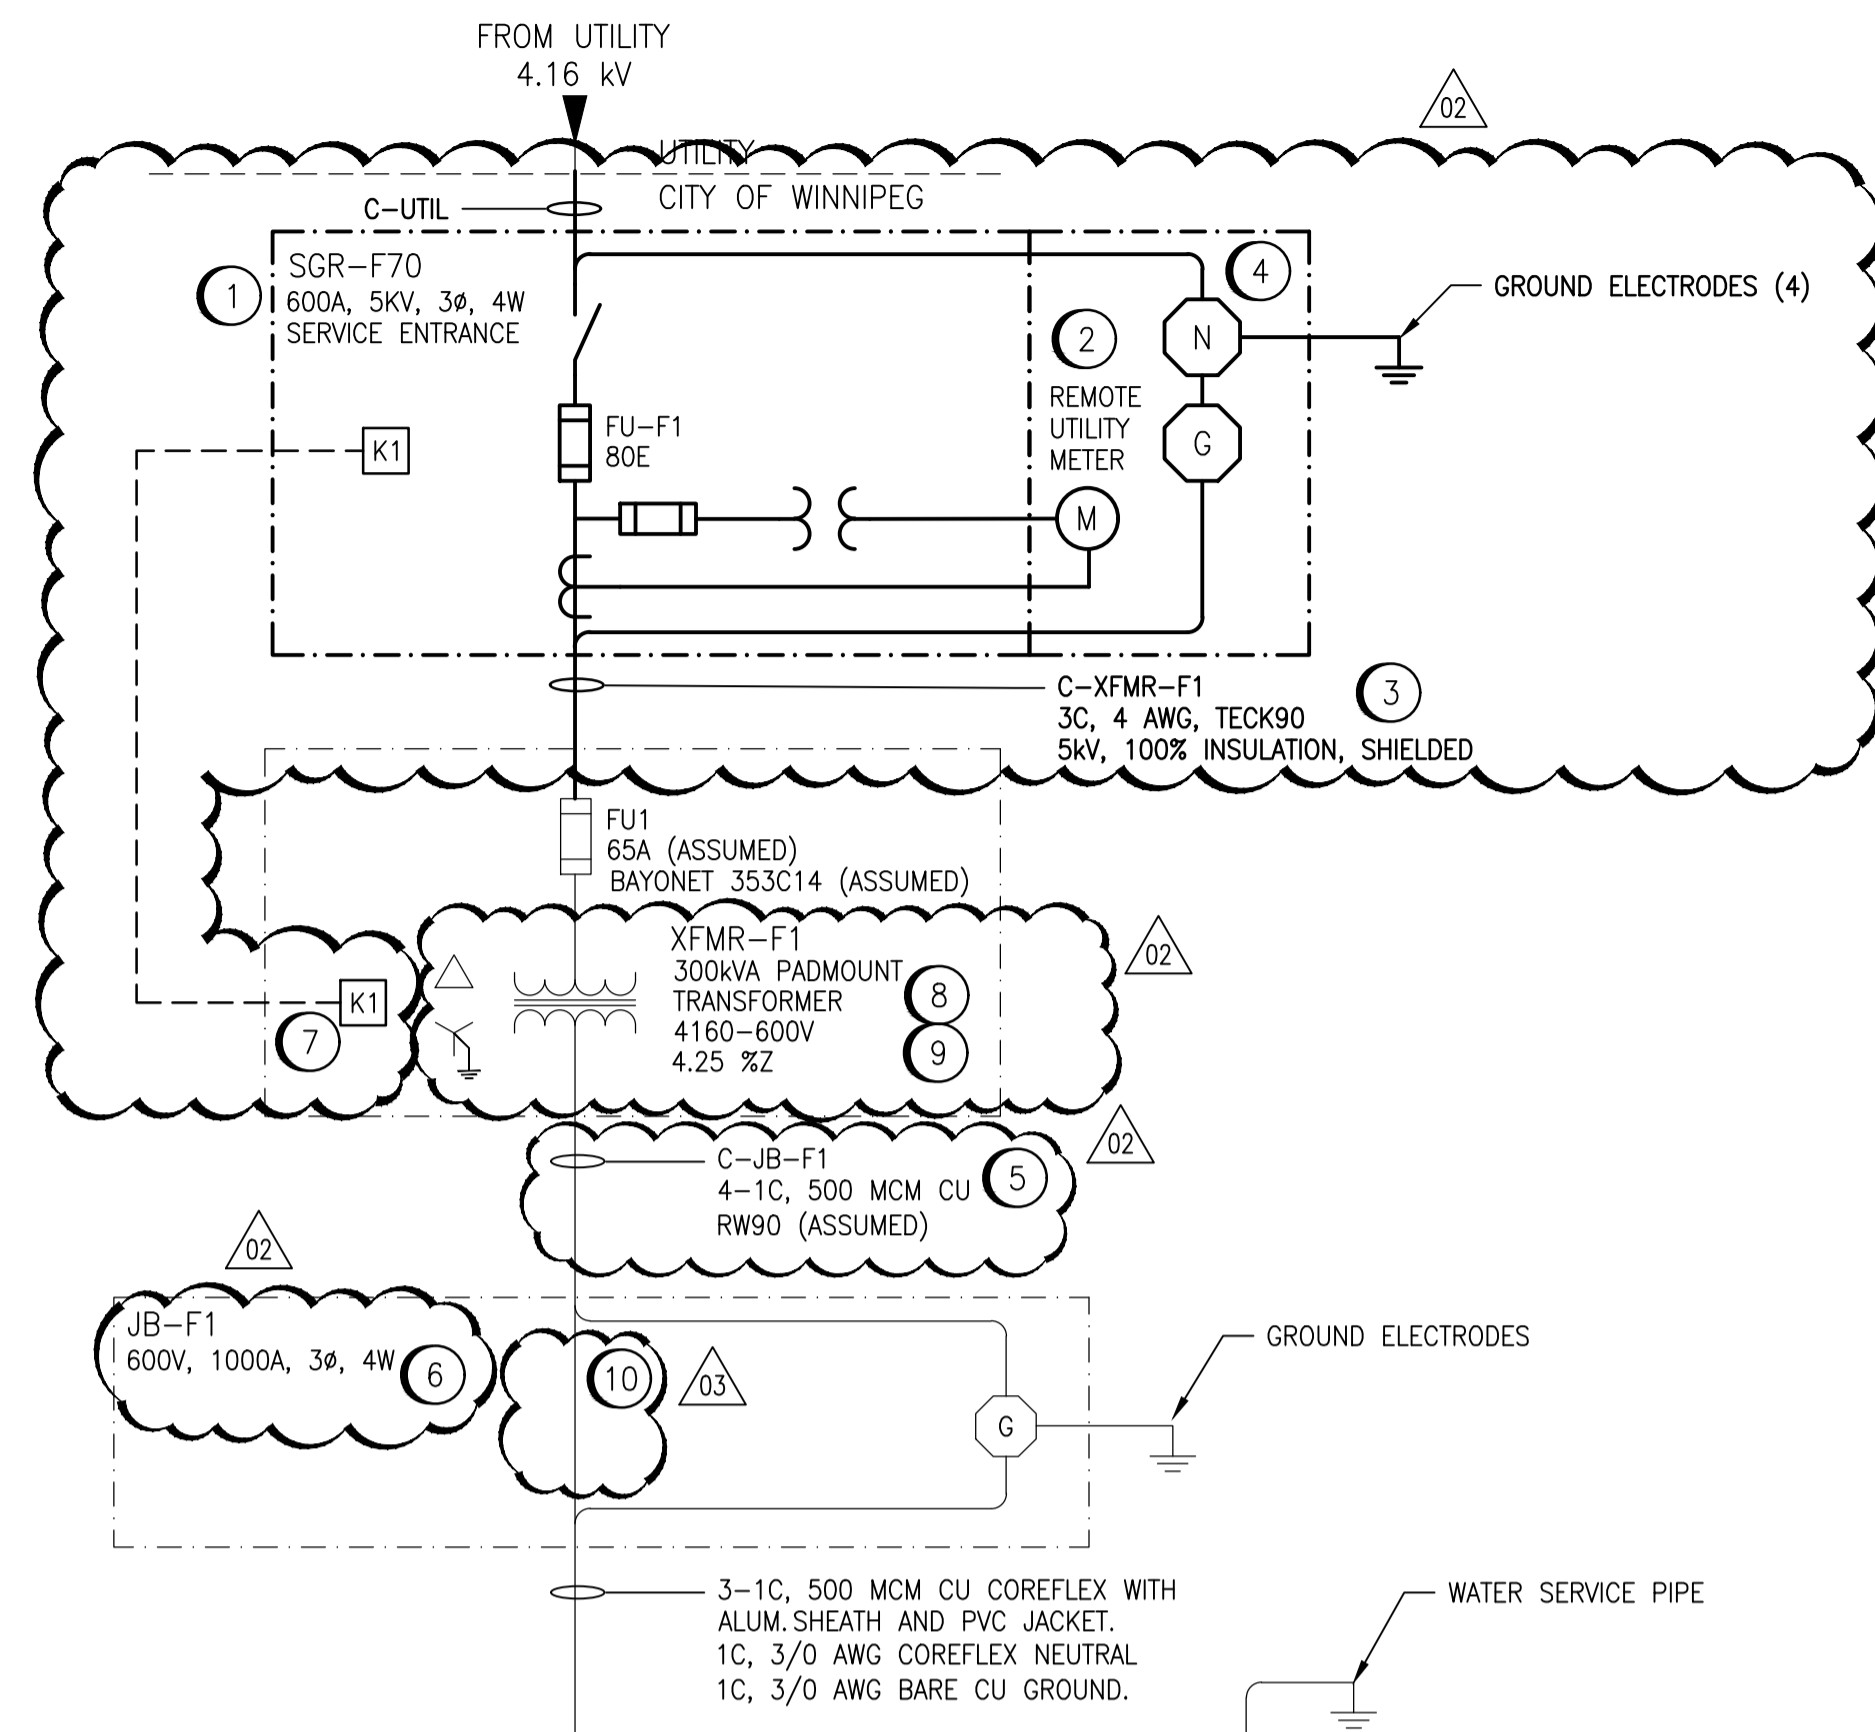 FROM UTILITY
4.16 kV
02
UTILITY
CITY OF WINNIPEG
C-UTIL
1
SGR-F70
600A, 5KV, 3ø, 4W
SERVICE ENTRANCE
4
GROUND ELECTRODES (4)
N
2
REMOTE
UTILITY
METER
G
K1
FU-F1
80E
M
C-XFMR-F1
3C, 4 AWG, TECK90
5kV, 100% INSULATION, SHIELDED
3
FU1
65A (ASSUMED)
BAYONET 353C14 (ASSUMED)
XFMR-F1
300kVA PADMOUNT
TRANSFORMER
4160-600V
4.25 %Z
8
9
02
K1
7
02
C-JB-F1
4-1C, 500 MCM CU
RW90 (ASSUMED)
5
02
JB-F1
600V, 1000A, 3ø, 4W
6
10
03
GROUND ELECTRODES
G
3-1C, 500 MCM CU COREFLEX WITH
ALUM. SHEATH AND PVC JACKET.
1C, 3/0 AWG COREFLEX NEUTRAL
1C, 3/0 AWG BARE CU GROUND.
WATER SERVICE PIPE